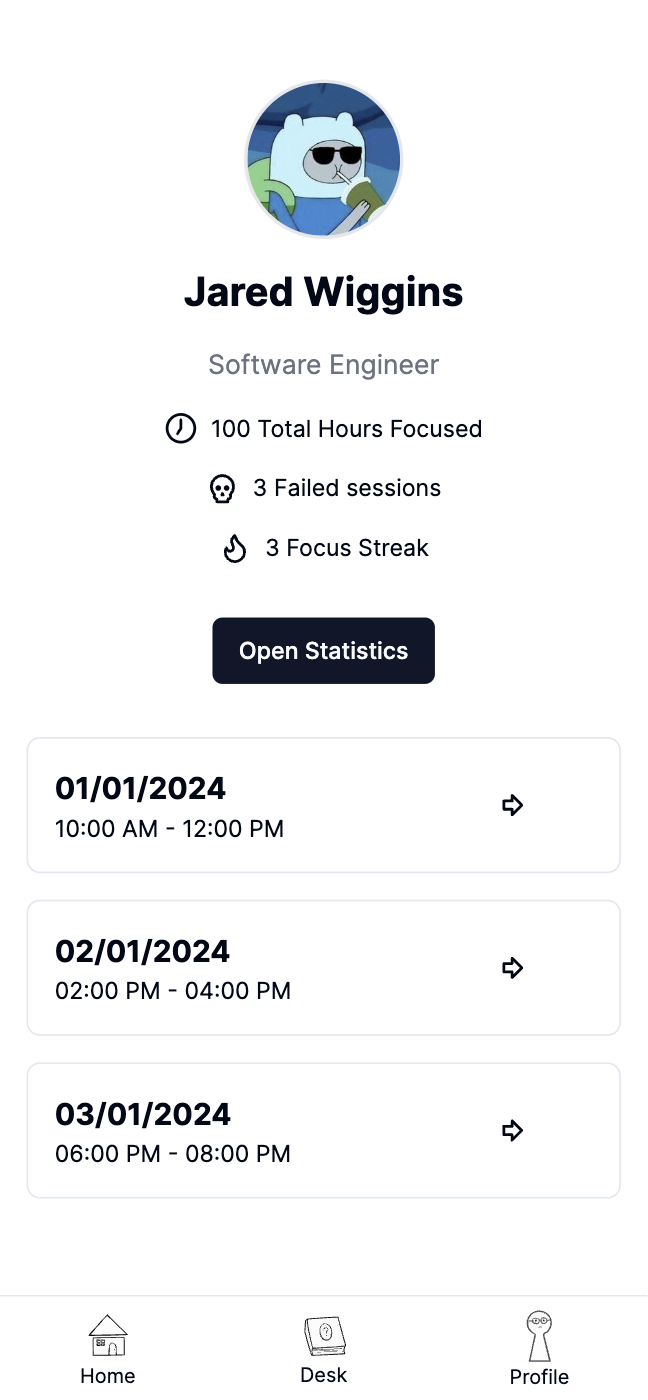 Jared Wiggins
Software Engineer
100 Total Hours Focused
3 Failed sessions
3 Focus Streak
Open Statistics
01/01/2024
10:00 AM - 12:00 PM
02/01/2024
02:00 PM - 04:00 PM
03/01/2024
06:00 PM - 08:00 PM
Home
Desk
Profile